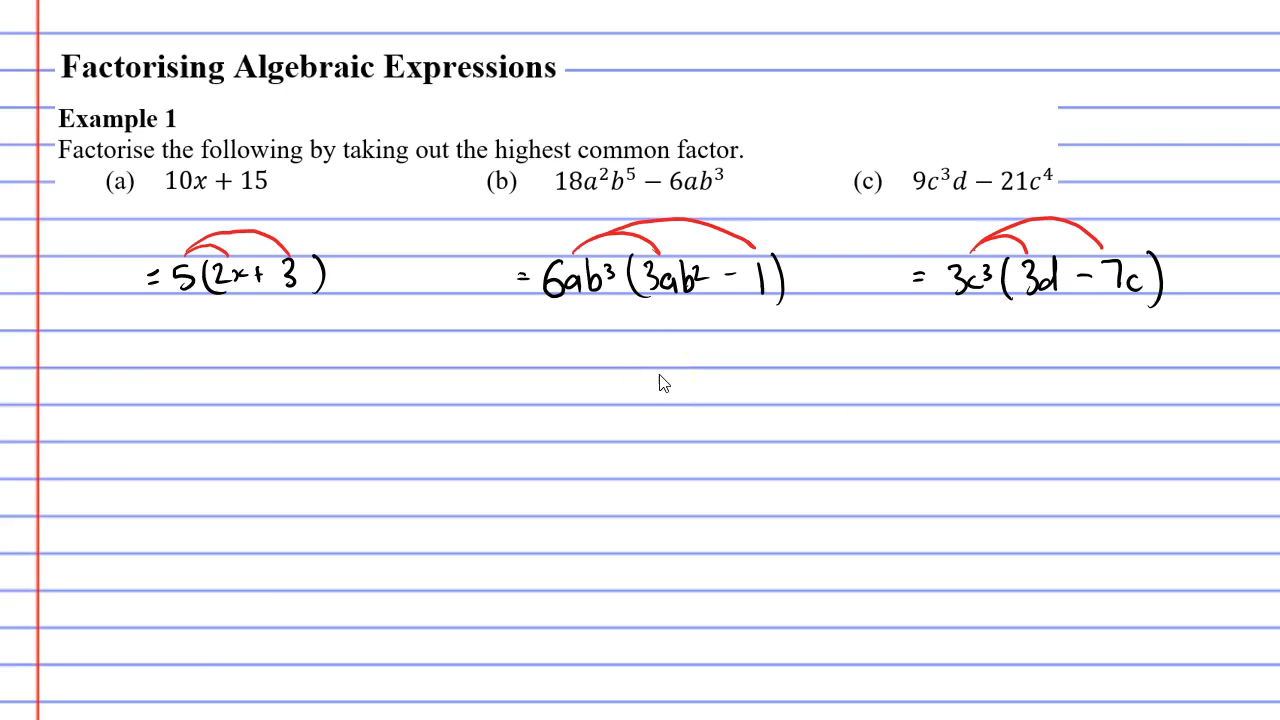 Factorising Algebraic Expressions
Example 1
Factorise the following by taking out the highest common factor.
(a) 10x + 15 (b) 18a²b⁵ − 6ab³ (c) 9c³d − 21c⁴
= 5(2x + 3) = 6ab³(3ab² − 1) = 3c³(3d − 7c)